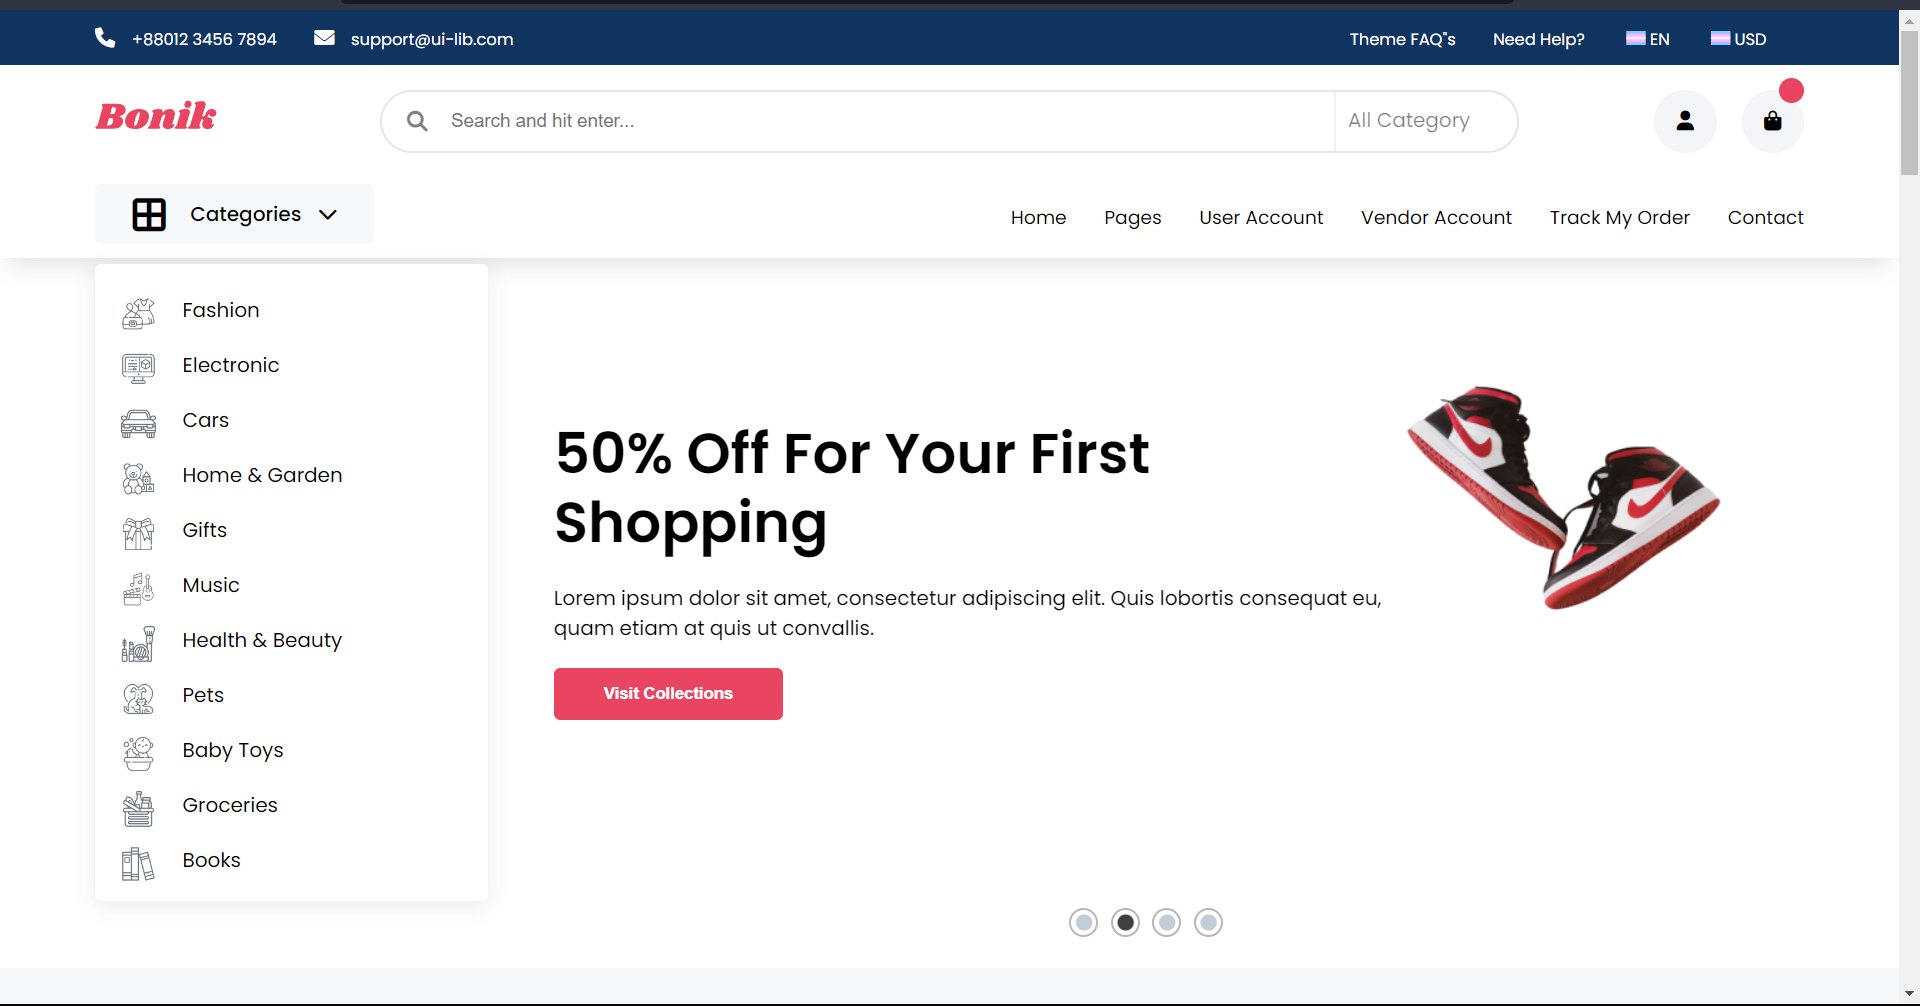 +88012 3456 7894
support@ui-lib.com
Theme FAQ"s
Need Help?
EN
USD
Bonik
Search and hit enter...
All Category
Categories
Home
Pages
User Account
Vendor Account
Track My Order
Contact
Fashion
Electronic
Cars
Home & Garden
Gifts
Music
Health & Beauty
Pets
Baby Toys
Groceries
Books
50% Off For Your First
Shopping
Lorem ipsum dolor sit amet, consectetur adipiscing elit. Quis lobortis consequat eu,
quam etiam at quis ut convallis.
Visit Collections